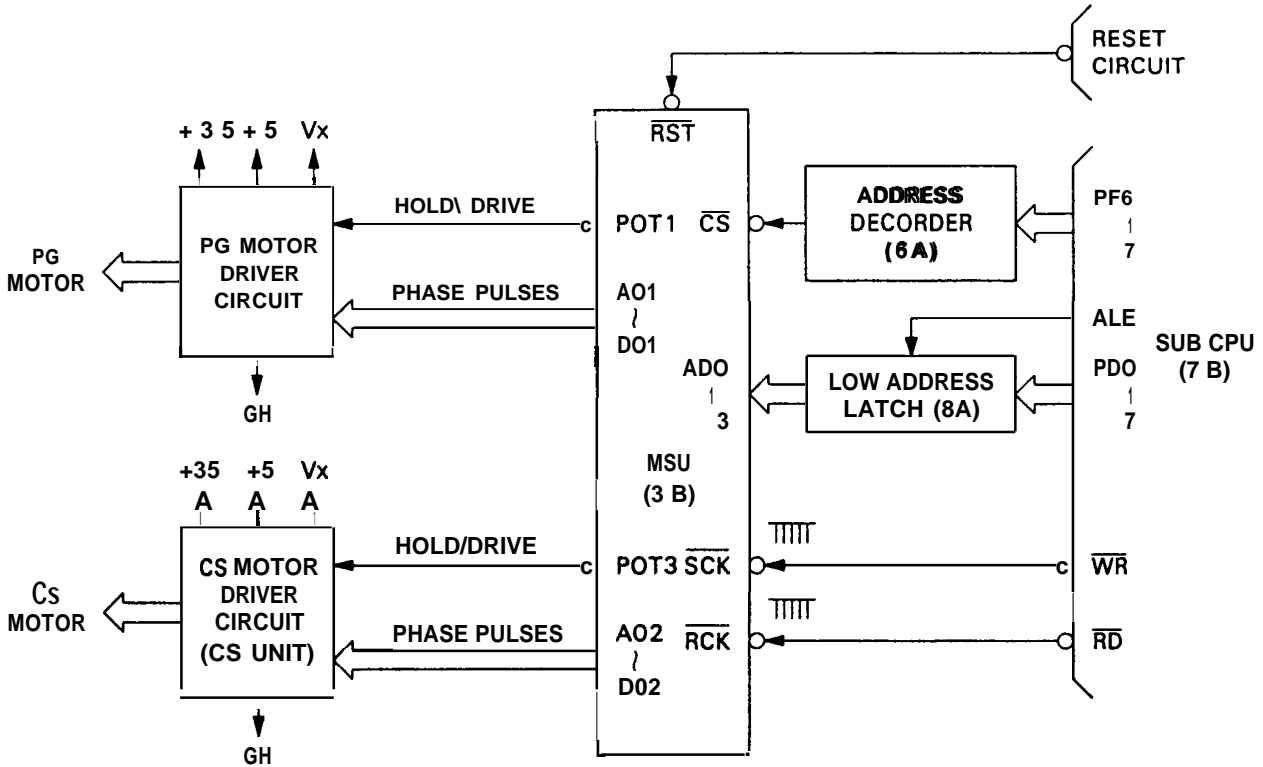 RESET
CIRCUIT
RST
+ 3 5 + 5 Vx
HOLD\ DRIVE
c
POT1
CS
ADDRESS
DECORDER
(6A)
PF6
7
PG MOTOR
DRIVER
CIRCUIT
PG
MOTOR
PHASE PULSES
AO1
~
DO1
GH
ADO
3
LOW ADDRESS
LATCH (8A)
ALE
PDO
7
SUB CPU
(7 B)
MSU
(3 B)
+35 +5 Vx
A A A
HOLD/DRIVE
c
POT3
SCK
c
WR
CS MOTOR
DRIVER
CIRCUIT
(CS UNIT)
Cs
MOTOR
PHASE PULSES
AO2
~
D02
RCK
RD
GH